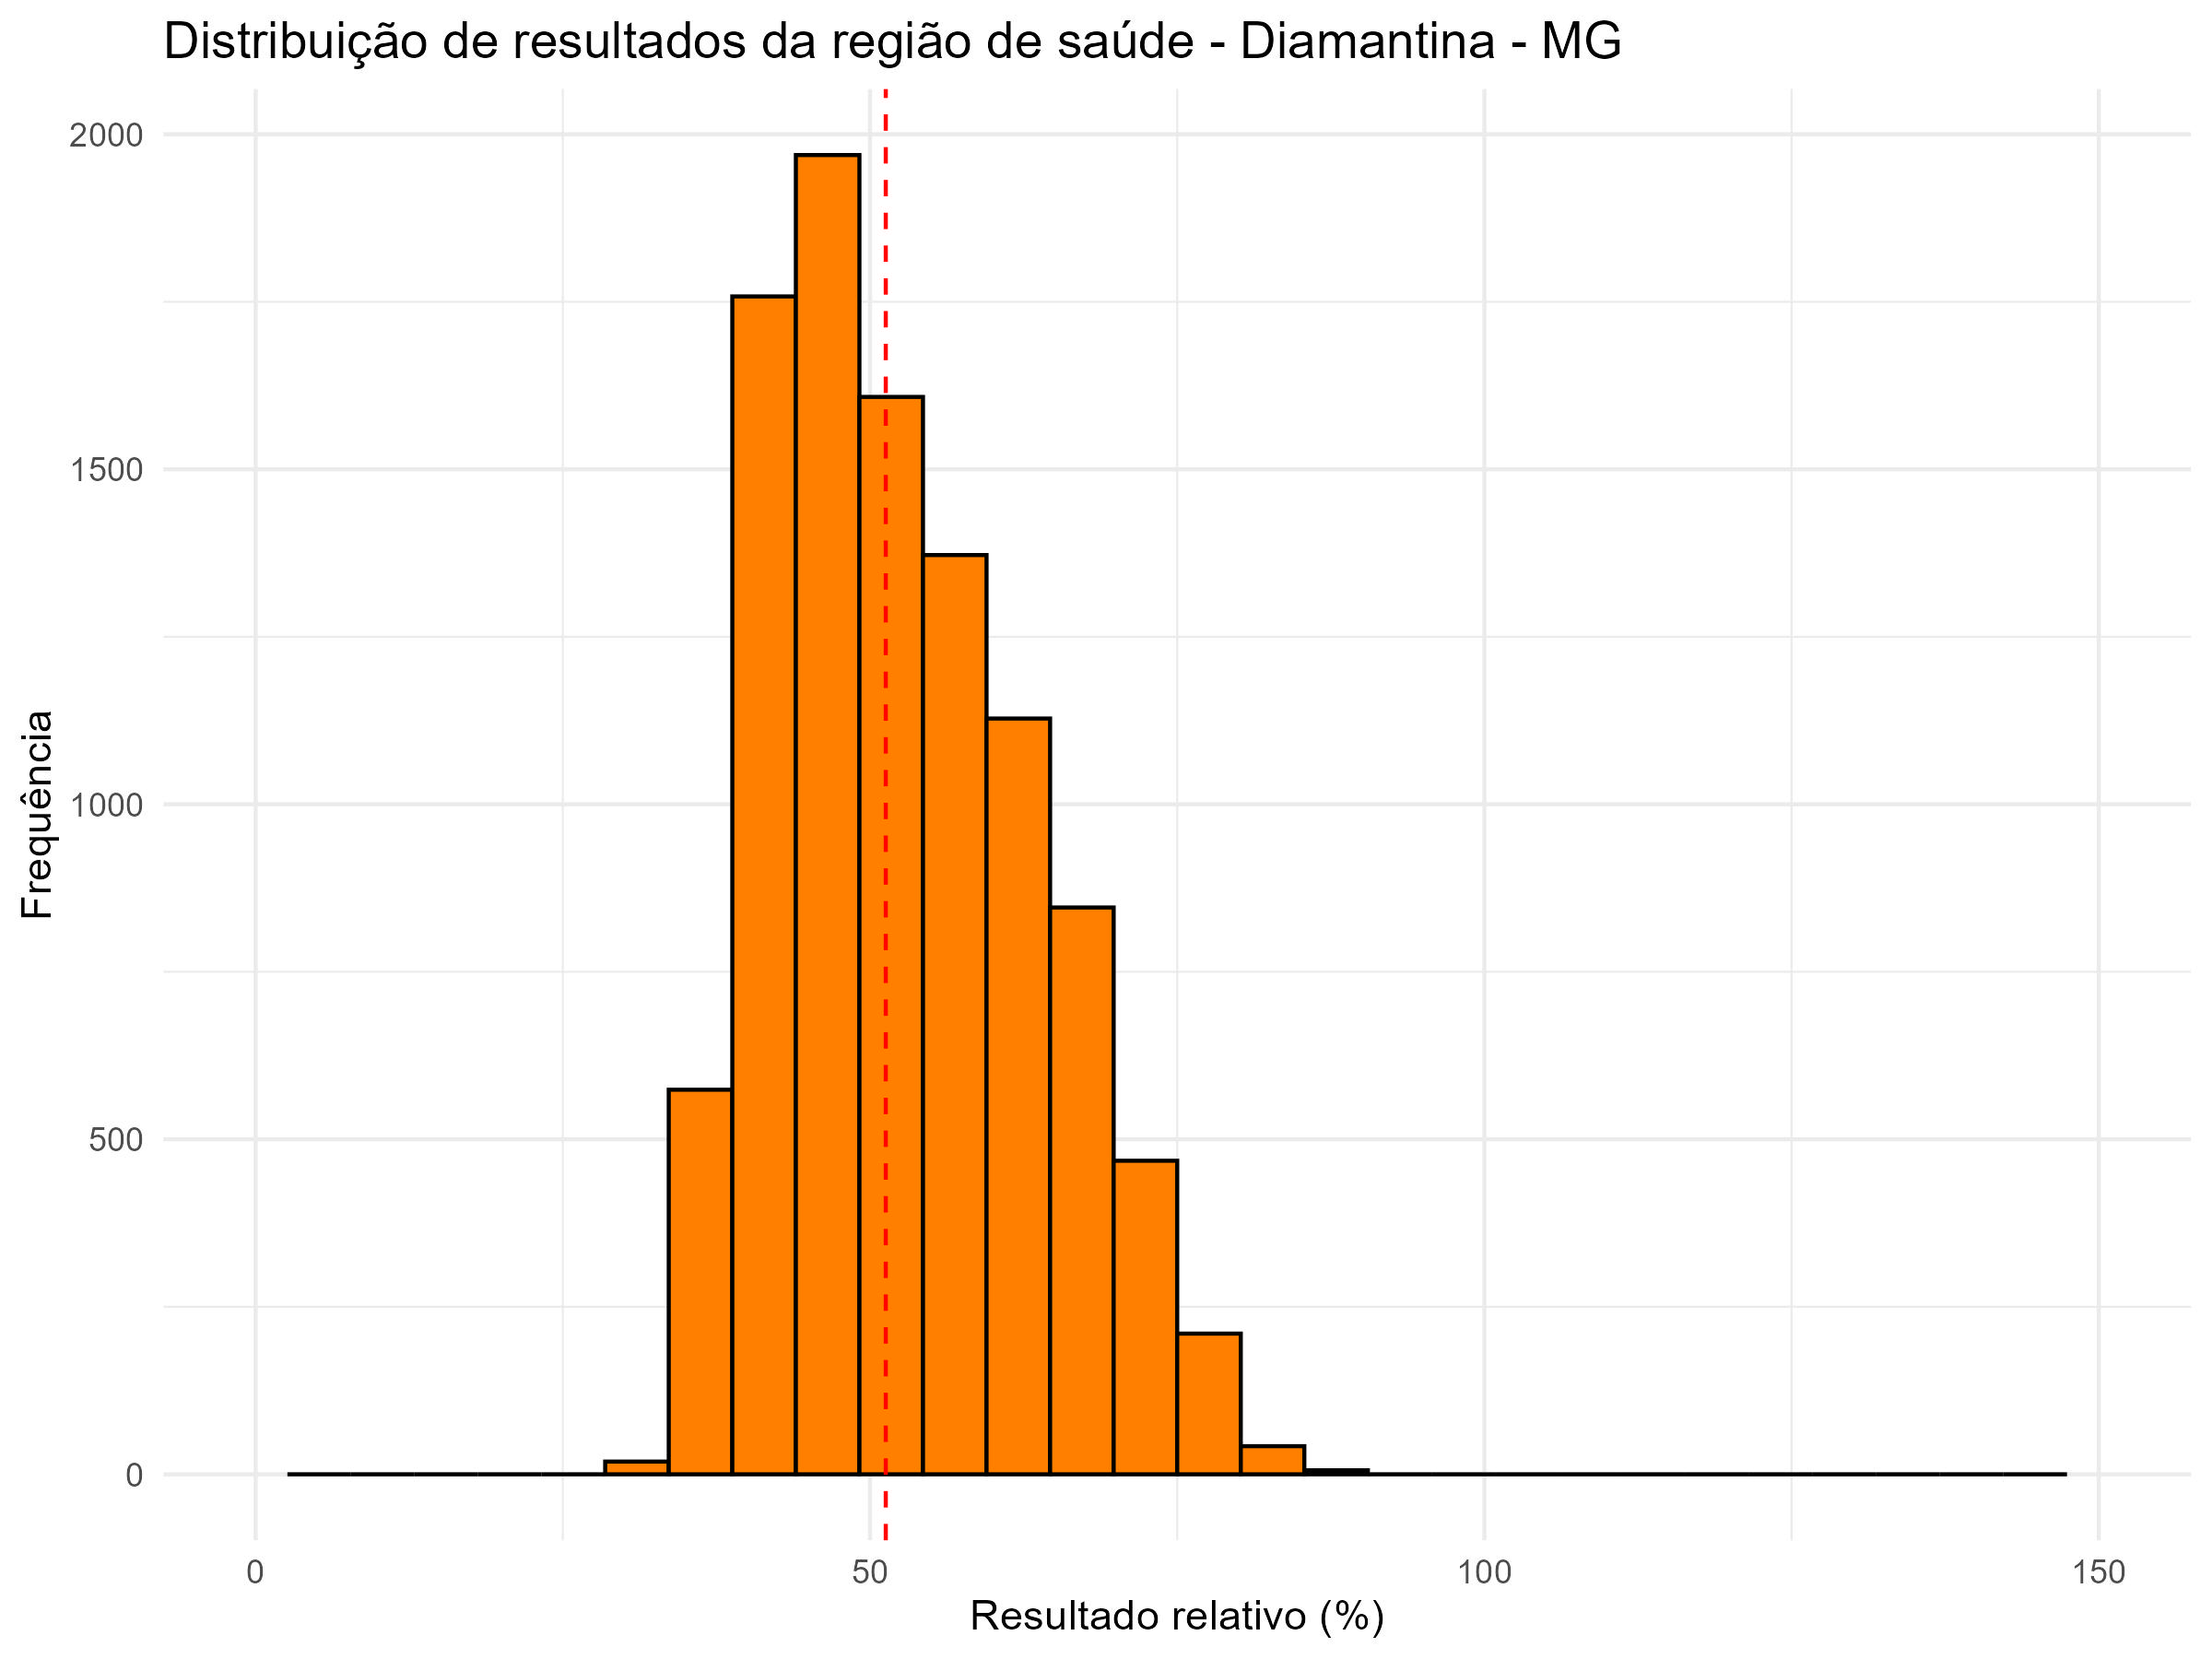 Distribuição de resultados da região de saúde - Diamantina - MG
Frequência
2000
1500
1000
500
0
0 50 100 150
Resultado relativo (%)